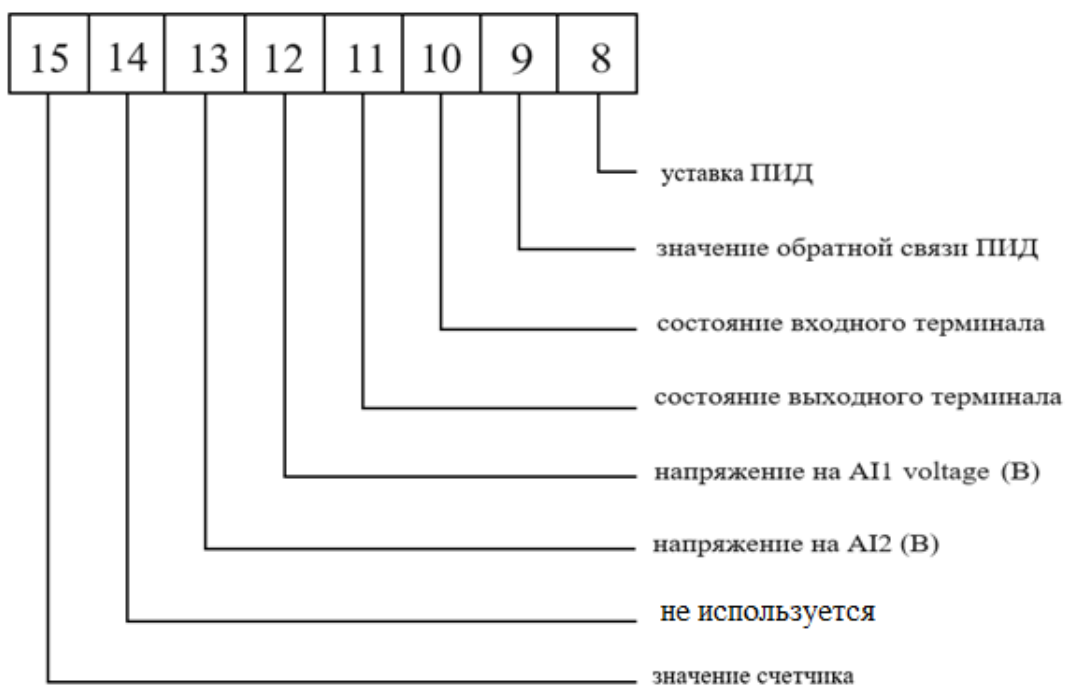 15 14 13 12 11 10 9 8
уставка ПИД
значение обратной связи ПИД
состояние входного терминала
состояние выходного терминала
напряжение на AI1 voltage (В)
напряжение на AI2 (В)
не используется
значение счетчика